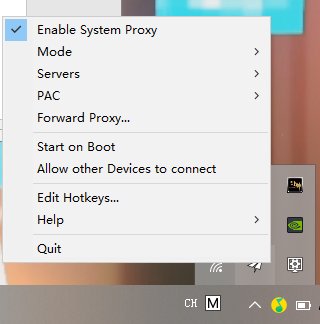 Enable System Proxy
Mode
Servers
PAC
Forward Proxy...
Start on Boot
Allow other Devices to connect
Edit Hotkeys...
Help
Quit
CH M